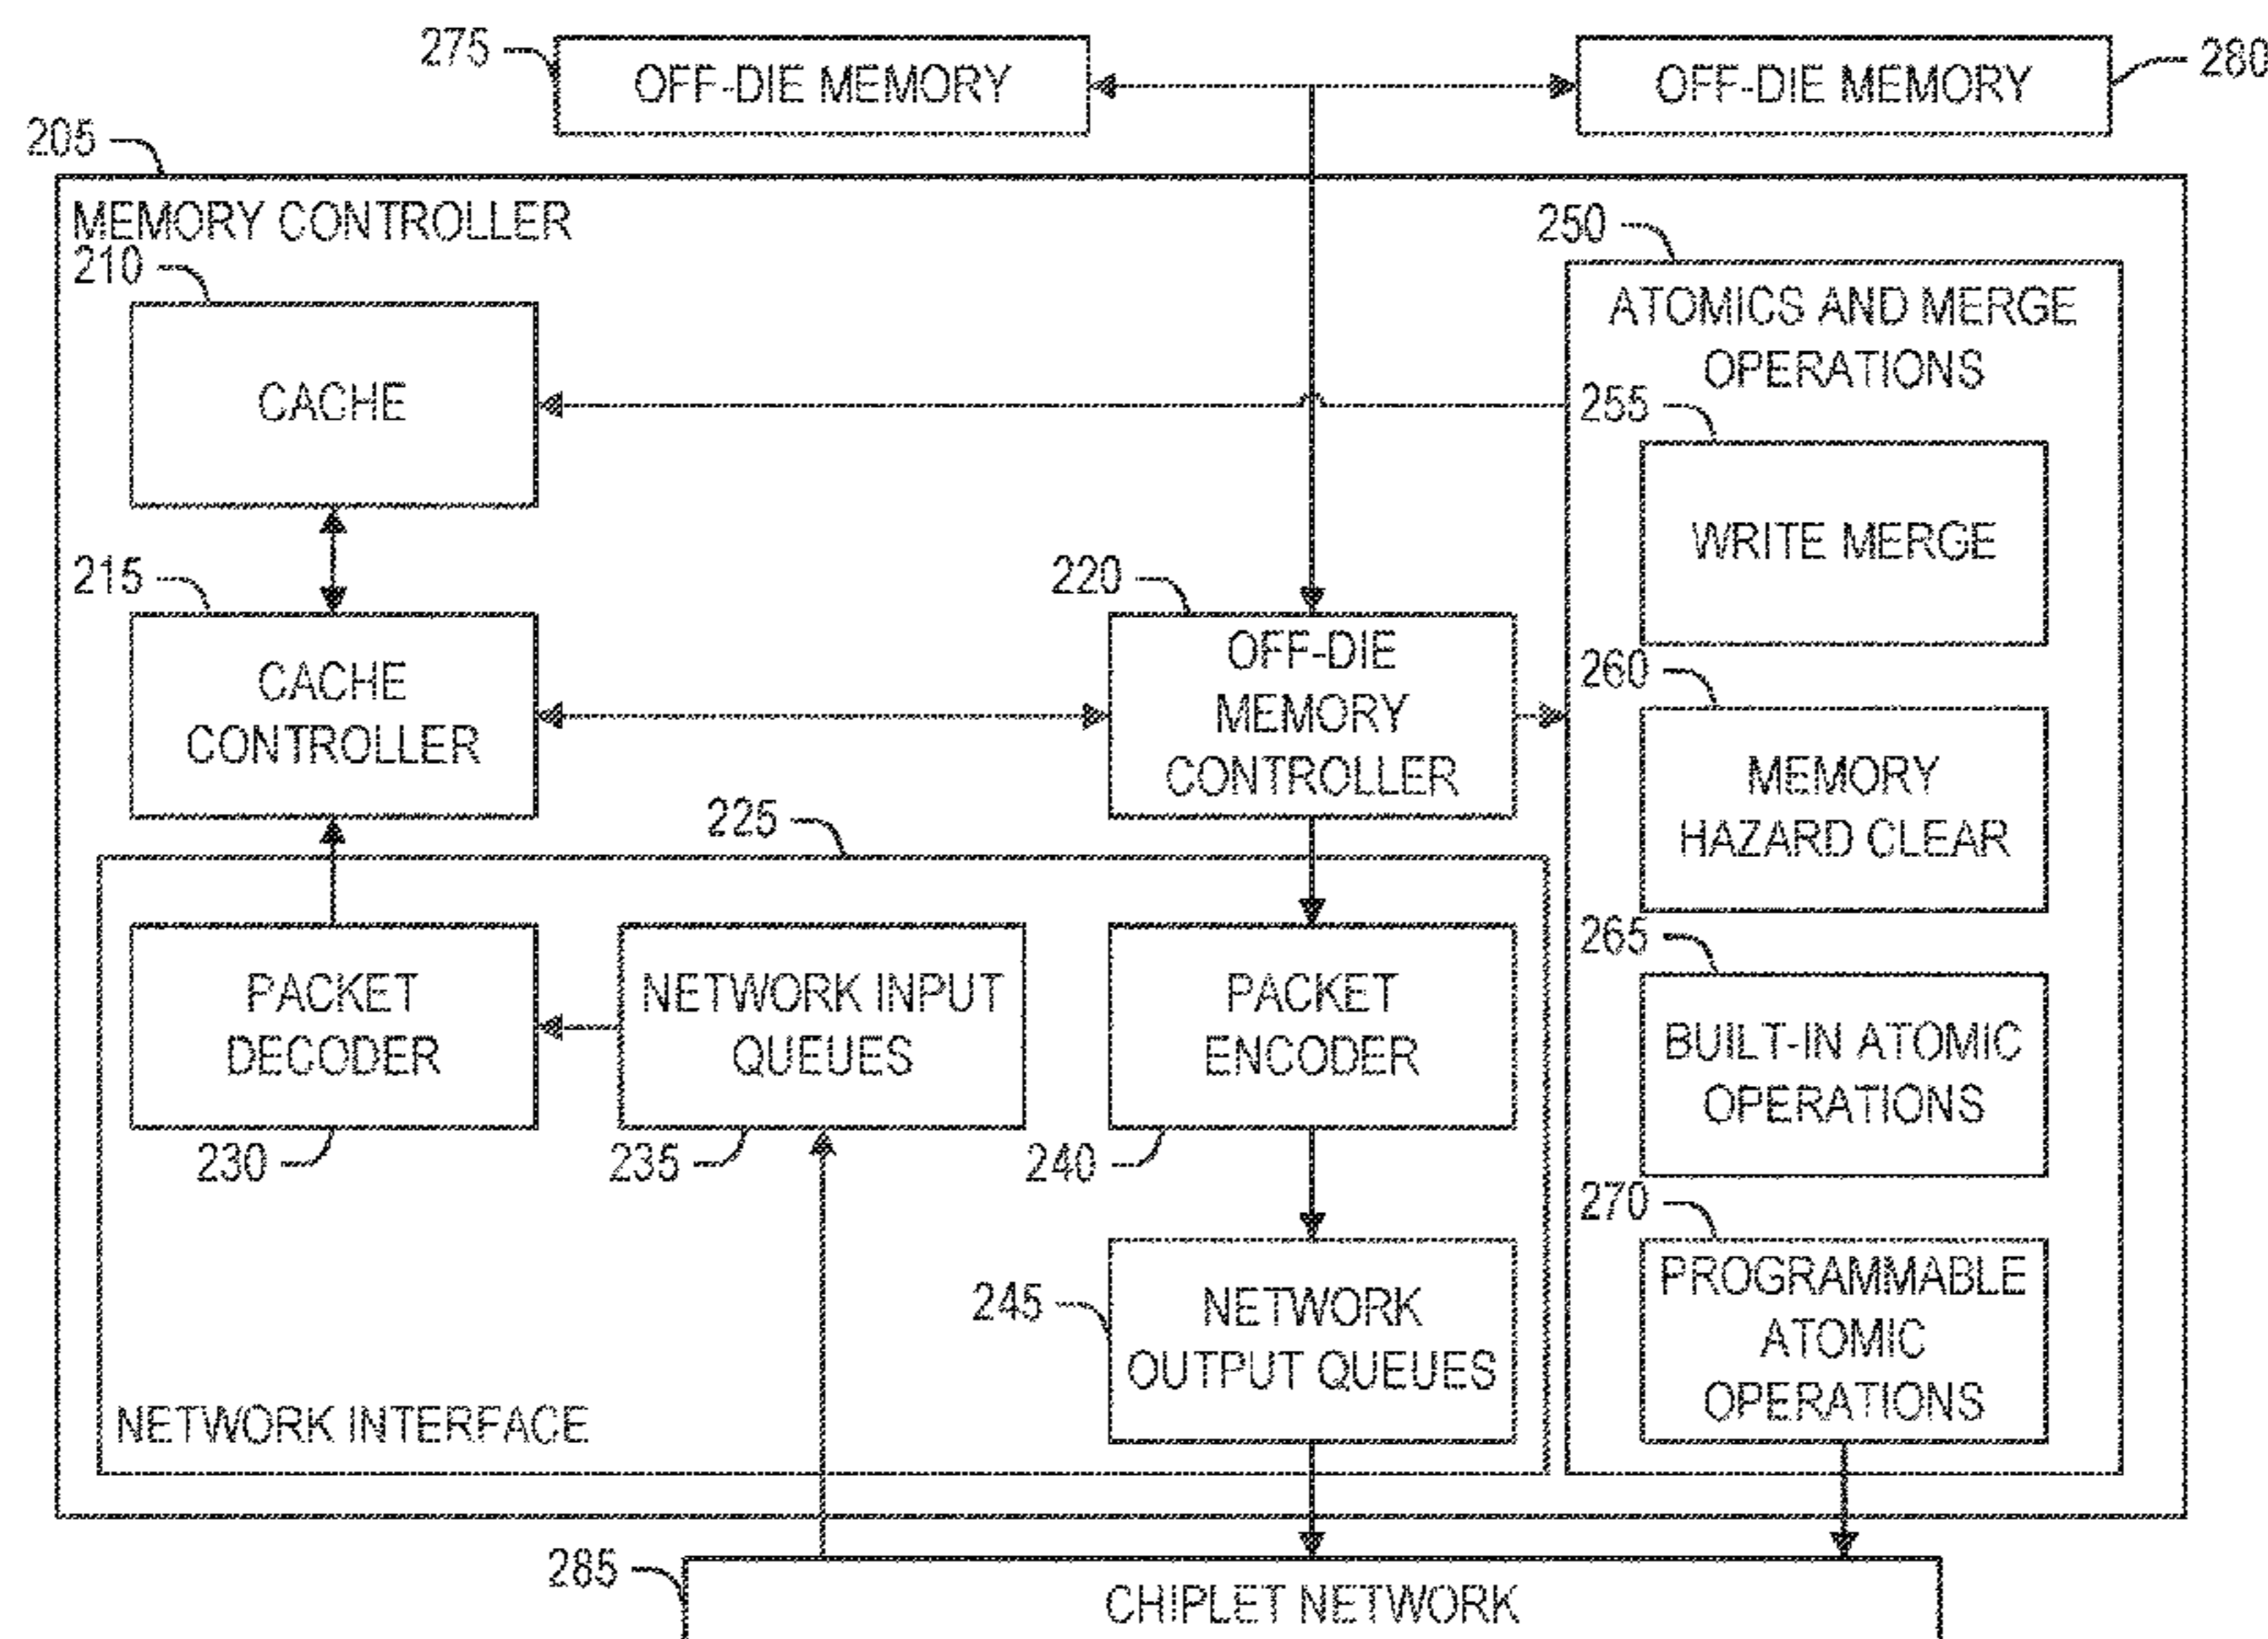 275
OFF-DIE MEMORY
OFF-DIE MEMORY
280
205
MEMORY CONTROLLER
250
210
ATOMICS AND MERGE
OPERATIONS
CACHE
255
WRITE MERGE
215
220
CACHE
CONTROLLER
OFF-DIE
MEMORY
CONTROLLER
260
MEMORY
HAZARD CLEAR
225
265
PACKET
DECODER
NETWORK INPUT
QUEUES
PACKET
ENCODER
BUILT-IN ATOMIC
OPERATIONS
230
235
240
270
245
NETWORK
OUTPUT QUEUES
PROGRAMMABLE
ATOMIC
OPERATIONS
NETWORK INTERFACE
285
CHIPLET NETWORK